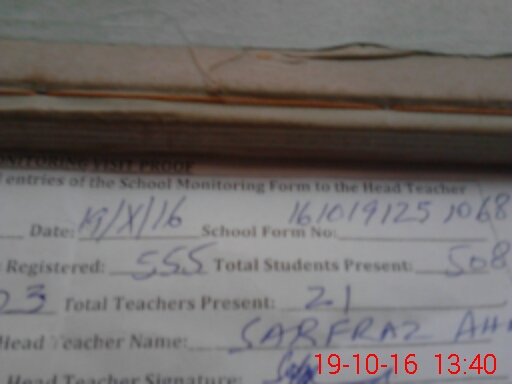 MONITORING VISIT PROOF
entries of the School Monitoring Form to the Head Teacher
Date: 19/X/16 School Form No: 161019125 1068
Registered: 555 Total Students Present: 508
23 Total Teachers Present: 21
Head Teacher Name: SARFRAZ AH
Head Teacher Signature:
19-10-16 13:40